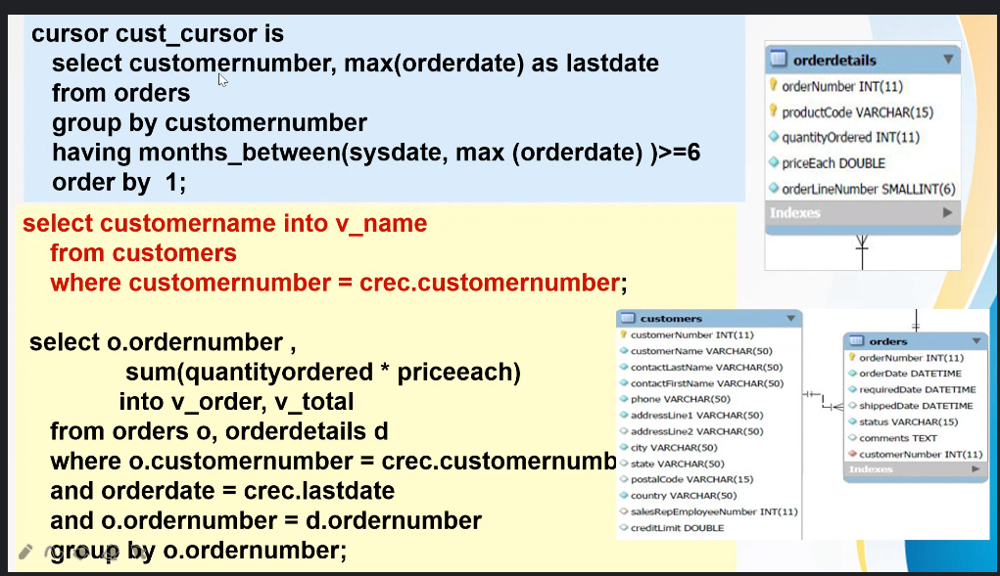 cursor cust_cursor is
select customernumber, max(orderdate) as lastdate
from orders
group by customernumber
having months_between(sysdate, max (orderdate) )>=6
order by 1;
select customername into v_name
from customers
where customernumber = crec.customernumber;
select o.ordernumber ,
sum(quantityordered * priceeach)
into v_order, v_total
from orders o, orderdetails d
where o.customernumber = crec.customernumb
and orderdate = crec.lastdate
and o.ordernumber = d.ordernumber
group by o.ordernumber;
orderdetails
orderNumber INT(11)
productCode VARCHAR(15)
quantityOrdered INT(11)
priceEach DOUBLE
orderLineNumber SMALLINT(6)
Indexes
customers
customerNumber INT(11)
customerName VARCHAR(50)
contactLastName VARCHAR(50)
contactFirstName VARCHAR(50)
phone VARCHAR(50)
addressLine1 VARCHAR(50)
addressLine2 VARCHAR(50)
city VARCHAR(50)
state VARCHAR(50)
postalCode VARCHAR(15)
country VARCHAR(50)
salesRepEmployeeNumber INT(11)
creditLimit DOUBLE
orders
orderNumber INT(11)
orderDate DATETIME
requiredDate DATETIME
shippedDate DATETIME
status VARCHAR(15)
comments TEXT
customerNumber INT(11)
Indexes